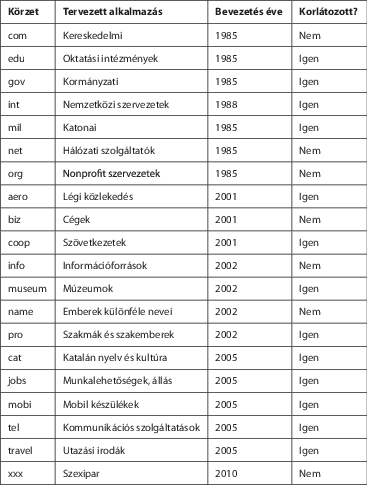 Körzet Tervezett alkalmazás Bevezetés éve Korlátozott?
com Kereskedelmi 1985 Nem
edu Oktatási intézmények 1985 Igen
gov Kormányzati 1985 Igen
int Nemzetközi szervezetek 1988 Igen
mil Katonai 1985 Igen
net Hálózati szolgáltatók 1985 Nem
org Nonprofit szervezetek 1985 Nem
aero Légi közlekedés 2001 Igen
biz Cégek 2001 Nem
coop Szövetkezetek 2001 Igen
info Információforrások 2002 Nem
museum Múzeumok 2002 Igen
name Emberek különféle nevei 2002 Nem
pro Szakmák és szakemberek 2002 Igen
cat Katalán nyelv és kultúra 2005 Igen
jobs Munkalehetőségek, állás 2005 Igen
mobi Mobil készülékek 2005 Igen
tel Kommunikációs szolgáltatások 2005 Igen
travel Utazási irodák 2005 Igen
xxx Szexipar 2010 Nem